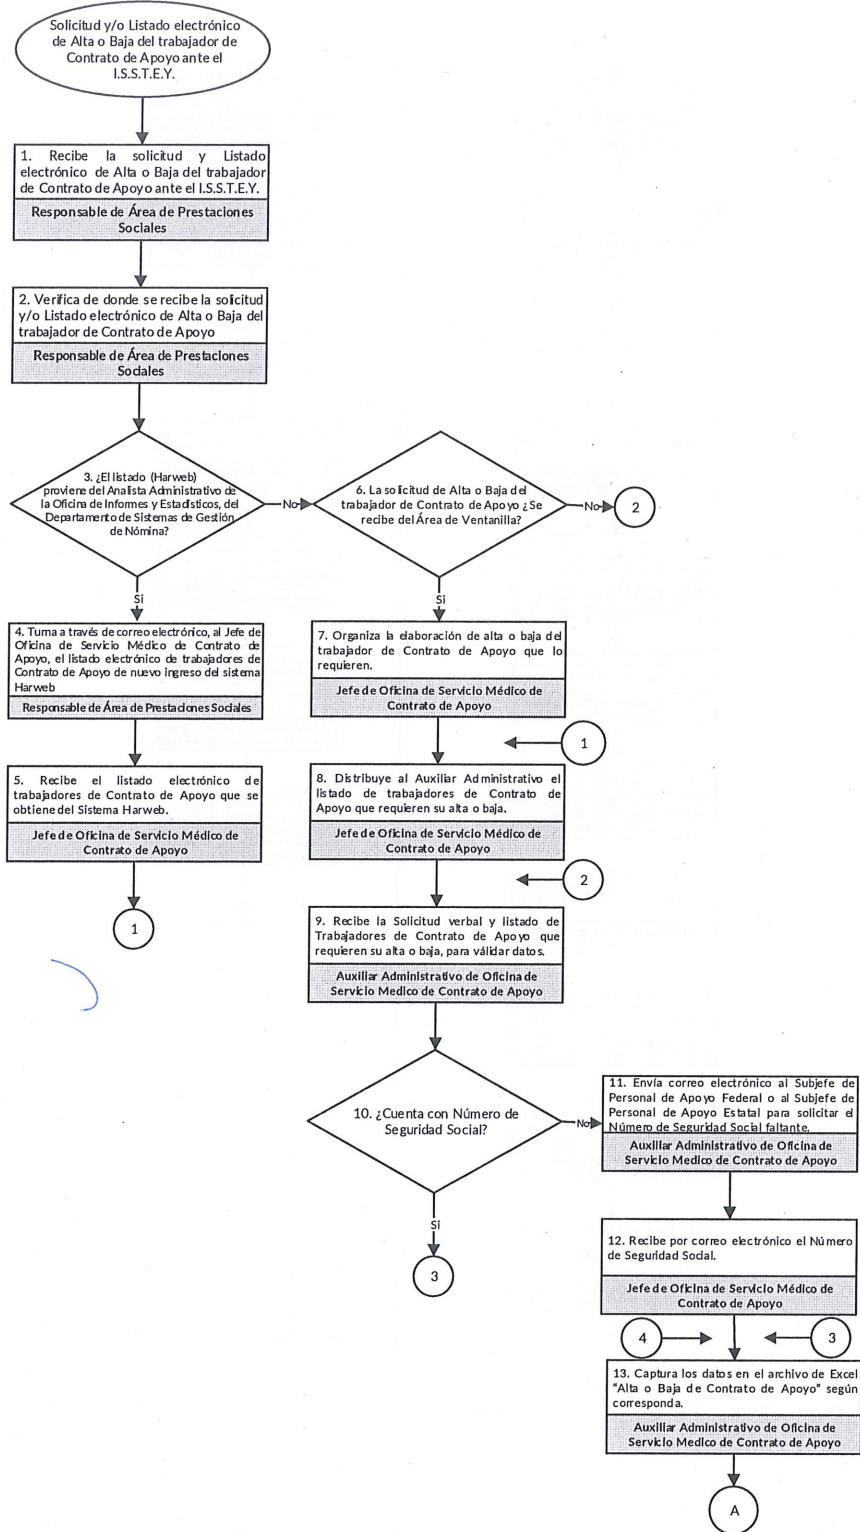 Solicitud y/o Listado electrónico
de Alta o Baja del trabajador de
Contrato de Apoyo ante el
I.S.S.T.E.Y.
1. Recibe la solicitud y Listado
electrónico de Alta o Baja del trabajador
de Contrato de Apoyo ante el I.S.S.T.E.Y.
Responsable de Área de Prestaciones
Sociales
2. Verifica de donde se recibe la solicitud
y/o Listado electrónico de Alta o Baja del
trabajador de Contrato de Apoyo
Responsable de Área de Prestaciones
Sociales
3. ¿El listado (Harweb)
proviene del Analista Administrativo de
la Oficina de Informes y Estadísticos, del
Departamento de Sistemas de Gestión
de Nómina?
No
6. La solicitud de Alta o Baja del
trabajador de Contrato de Apoyo ¿Se
recibe del Área de Ventanilla?
No
2
Si
Si
4. Turna a través de correo electrónico, al Jefe de
Oficina de Servicio Médico de Contrato de
Apoyo, el listado electrónico de trabajadores de
Contrato de Apoyo de nuevo ingreso del sistema
Harweb
Responsable de Área de Prestaciones Sociales
7. Organiza la elaboración de alta o baja del
trabajador de Contrato de Apoyo que lo
requieren.
Jefe de Oficina de Servicio Médico de
Contrato de Apoyo
1
5. Recibe el listado electrónico de
trabajadores de Contrato de Apoyo que se
obtiene del Sistema Harweb.
Jefe de Oficina de Servicio Médico de
Contrato de Apoyo
1
8. Distribuye al Auxiliar Administrativo el
listado de trabajadores de Contrato de
Apoyo que requieren su alta o baja.
Jefe de Oficina de Servicio Médico de
Contrato de Apoyo
2
9. Recibe la Solicitud verbal y listado de
Trabajadores de Contrato de Apoyo que
requieren su alta o baja, para válidar datos.
Auxiliar Administrativo de Oficina de
Servicio Medico de Contrato de Apoyo
10. ¿Cuenta con Número de
Seguridad Social?
No
Si
3
11. Envía correo electrónico al Subjefe de
Personal de Apoyo Federal o al Subjefe de
Personal de Apoyo Estatal para solicitar el
Número de Seguridad Social faltante.
Auxiliar Administrativo de Oficina de
Servicio Medico de Contrato de Apoyo
12. Recibe por correo electrónico el Número
de Seguridad Social.
Jefe de Oficina de Servicio Médico de
Contrato de Apoyo
4
3
13. Captura los datos en el archivo de Excel
"Alta o Baja de Contrato de Apoyo" según
corresponda.
Auxiliar Administrativo de Oficina de
Servicio Medico de Contrato de Apoyo
A